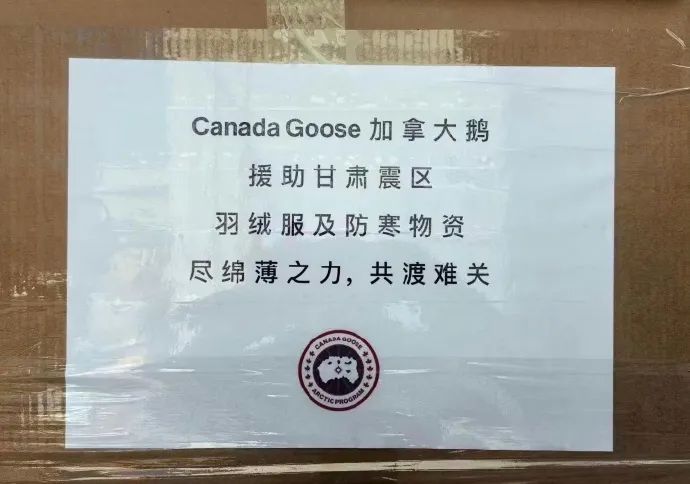 Canada Goose 加拿大鹅
援助甘肃震区
羽绒服及防寒物资
尽绵薄之力, 共渡难关
CANADA GOOSE
ARCTIC PROGRAM